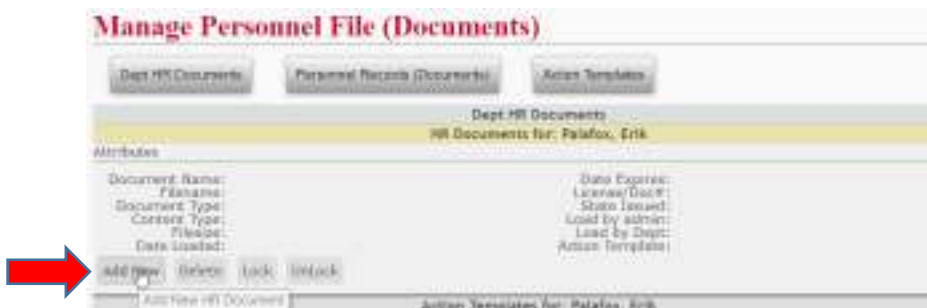 Manage Personnel File (Documents)
Dept HR Documents Personnel Records (Documents) Action Templates
Dept HR Documents
HR Documents for: Palafox, Erik
Attributes
Document Name: Date Expires:
Filename: License/Doc#:
Document Type: State Issued:
Content Type: Load by admin:
Filesize: Load by Dept:
Date Loaded: Action Template:
Add New Delete Lock UnLock
Add New HR Document
Action Templates for: Palafox, Erik